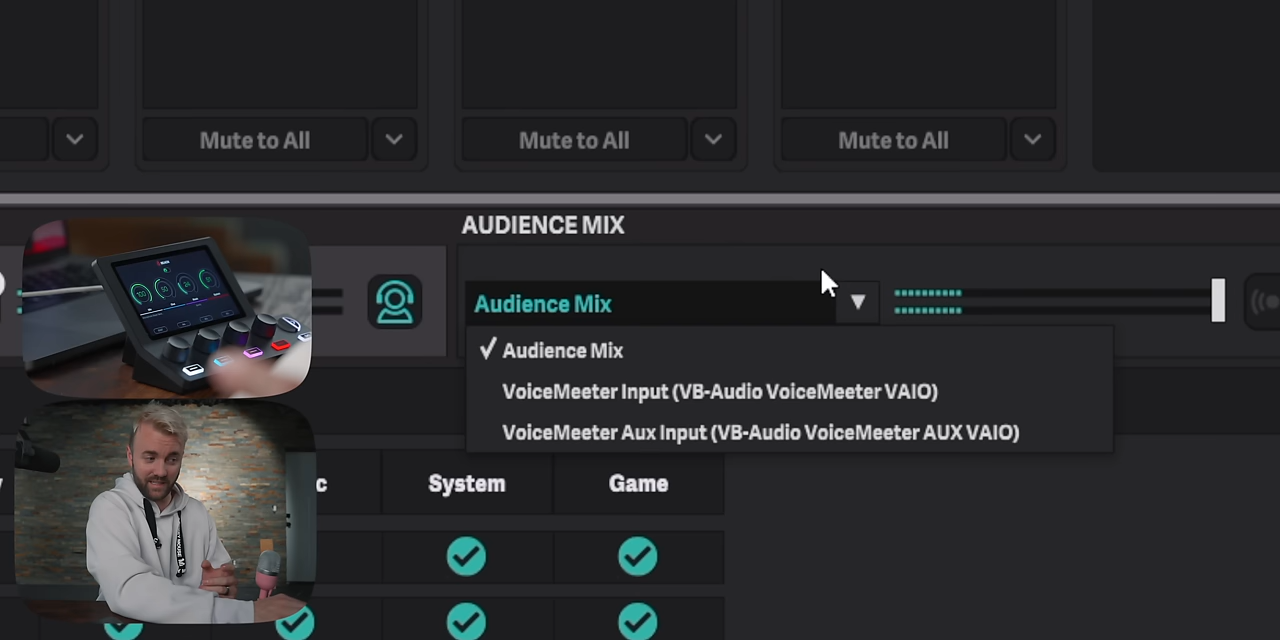 Mute to All
Mute to All
Mute to All
AUDIENCE MIX
Audience Mix
Audience Mix
VoiceMeeter Input (VB-Audio VoiceMeeter VAIO)
VoiceMeeter Aux Input (VB-Audio VoiceMeeter AUX VAIO)
c
System
Game